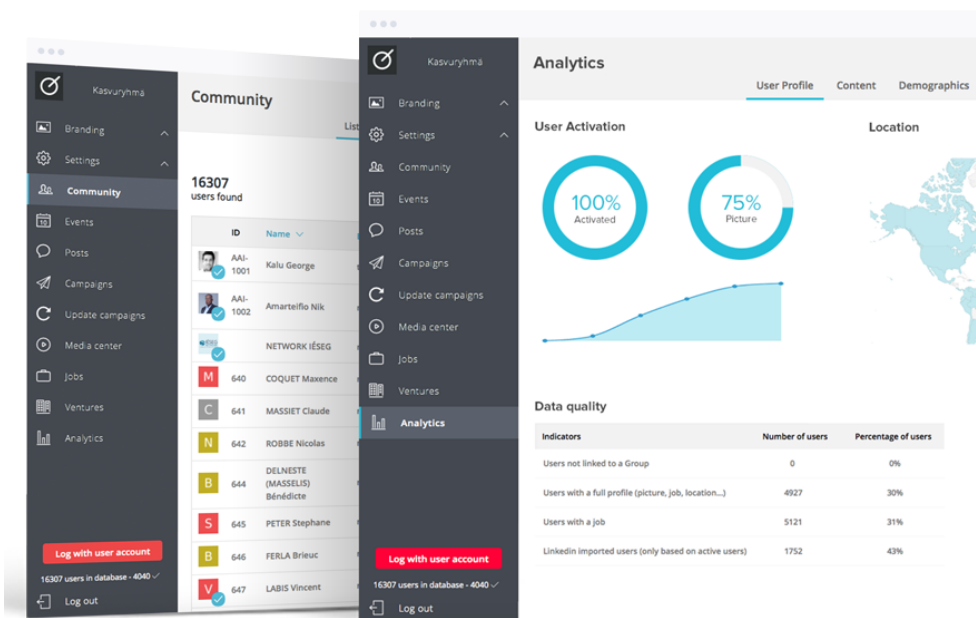 Kasvuryhmä
Branding
Settings
Community
Events
10
Posts
Campaigns
Update campaigns
Media center
Jobs
Ventures
Analytics
Log with user account
16307 users in database - 4040
Log out
Community
List
16307
users found
ID Name
AAI-
1001
Kalu George
AAI-
1002
Amarteifio Nik
NETWORK IÉSEG
M 640 COQUET Maxence
C 641 MASSIET Claude
N 642 ROBBE Nicolas
B 644 DELNESTE
(MASSELIS)
Bénédicte
S 645 PETER Stephane
B 646 FERLA Brieuc
V 647 LABIS Vincent
Kasvuryhmä
Branding
Settings
Community
Events
10
Posts
Campaigns
Update campaigns
Media center
Jobs
Ventures
Analytics
Log with user account
16307 users in database - 4040
Log out
Analytics
User Profile Content Demographics
User Activation
Location
100%
Activated
75%
Picture
Data quality
Indicators Number of users Percentage of users
Users not linked to a Group 0 0%
Users with a full profile (picture, job, location...) 4927 30%
Users with a job 5121 31%
Linkedin imported users (only based on active users) 1752 43%